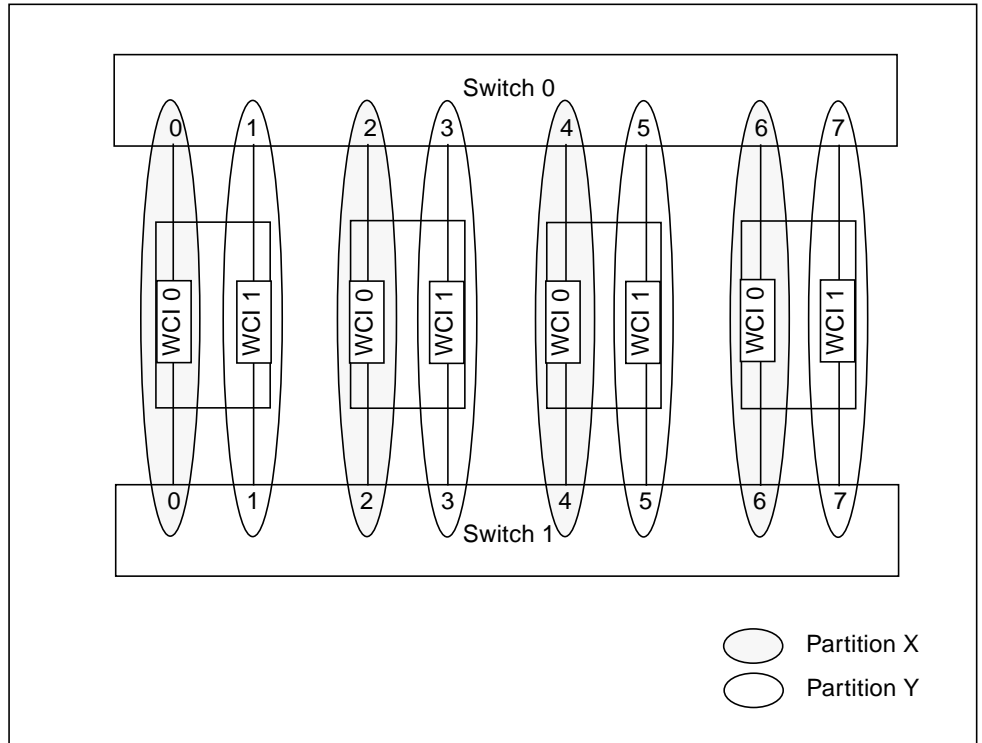 Switch 0
0 1 2 3 4 5 6 7
WCI 0 WCI 1 WCI 0 WCI 1 WCI 0 WCI 1 WCI 0 WCI 1
0 1 2 3 4 5 6 7
Switch 1
Partition X
Partition Y